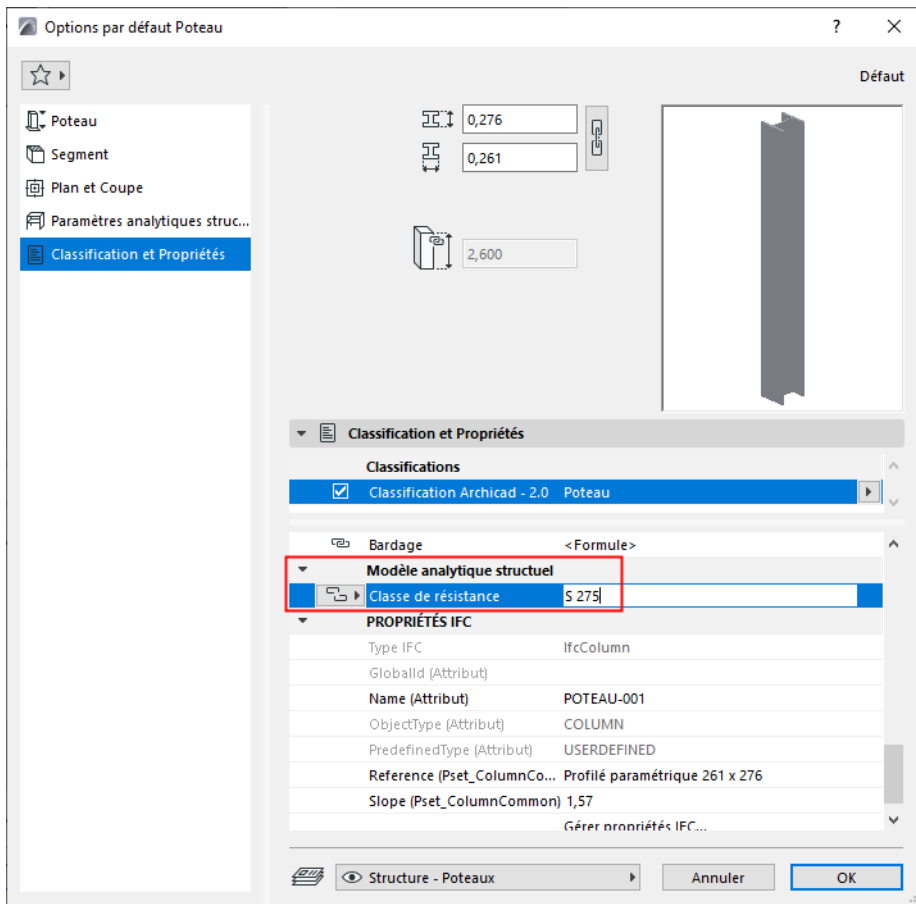 Options par défaut Poteau
?
Défaut
Poteau
Segment
Plan et Coupe
Paramètres analytiques struc...
Classification et Propriétés
0,276
0,261
2,600
Classification et Propriétés
Classifications
Classification Archicad - 2.0 Poteau
Bardage <Formule>
Modèle analytique structuel
Classe de résistance S 275
PROPRIÉTÉS IFC
Type IFC IfcColumn
GlobalId (Attribut)
Name (Attribut) POTEAU-001
ObjectType (Attribut) COLUMN
PredefinedType (Attribut) USERDEFINED
Reference (Pset_ColumnCo... Profilé paramétrique 261 x 276
Slope (Pset_ColumnCommon) 1,57
Gérer propriétés IFC...
Structure - Poteaux
Annuler
OK